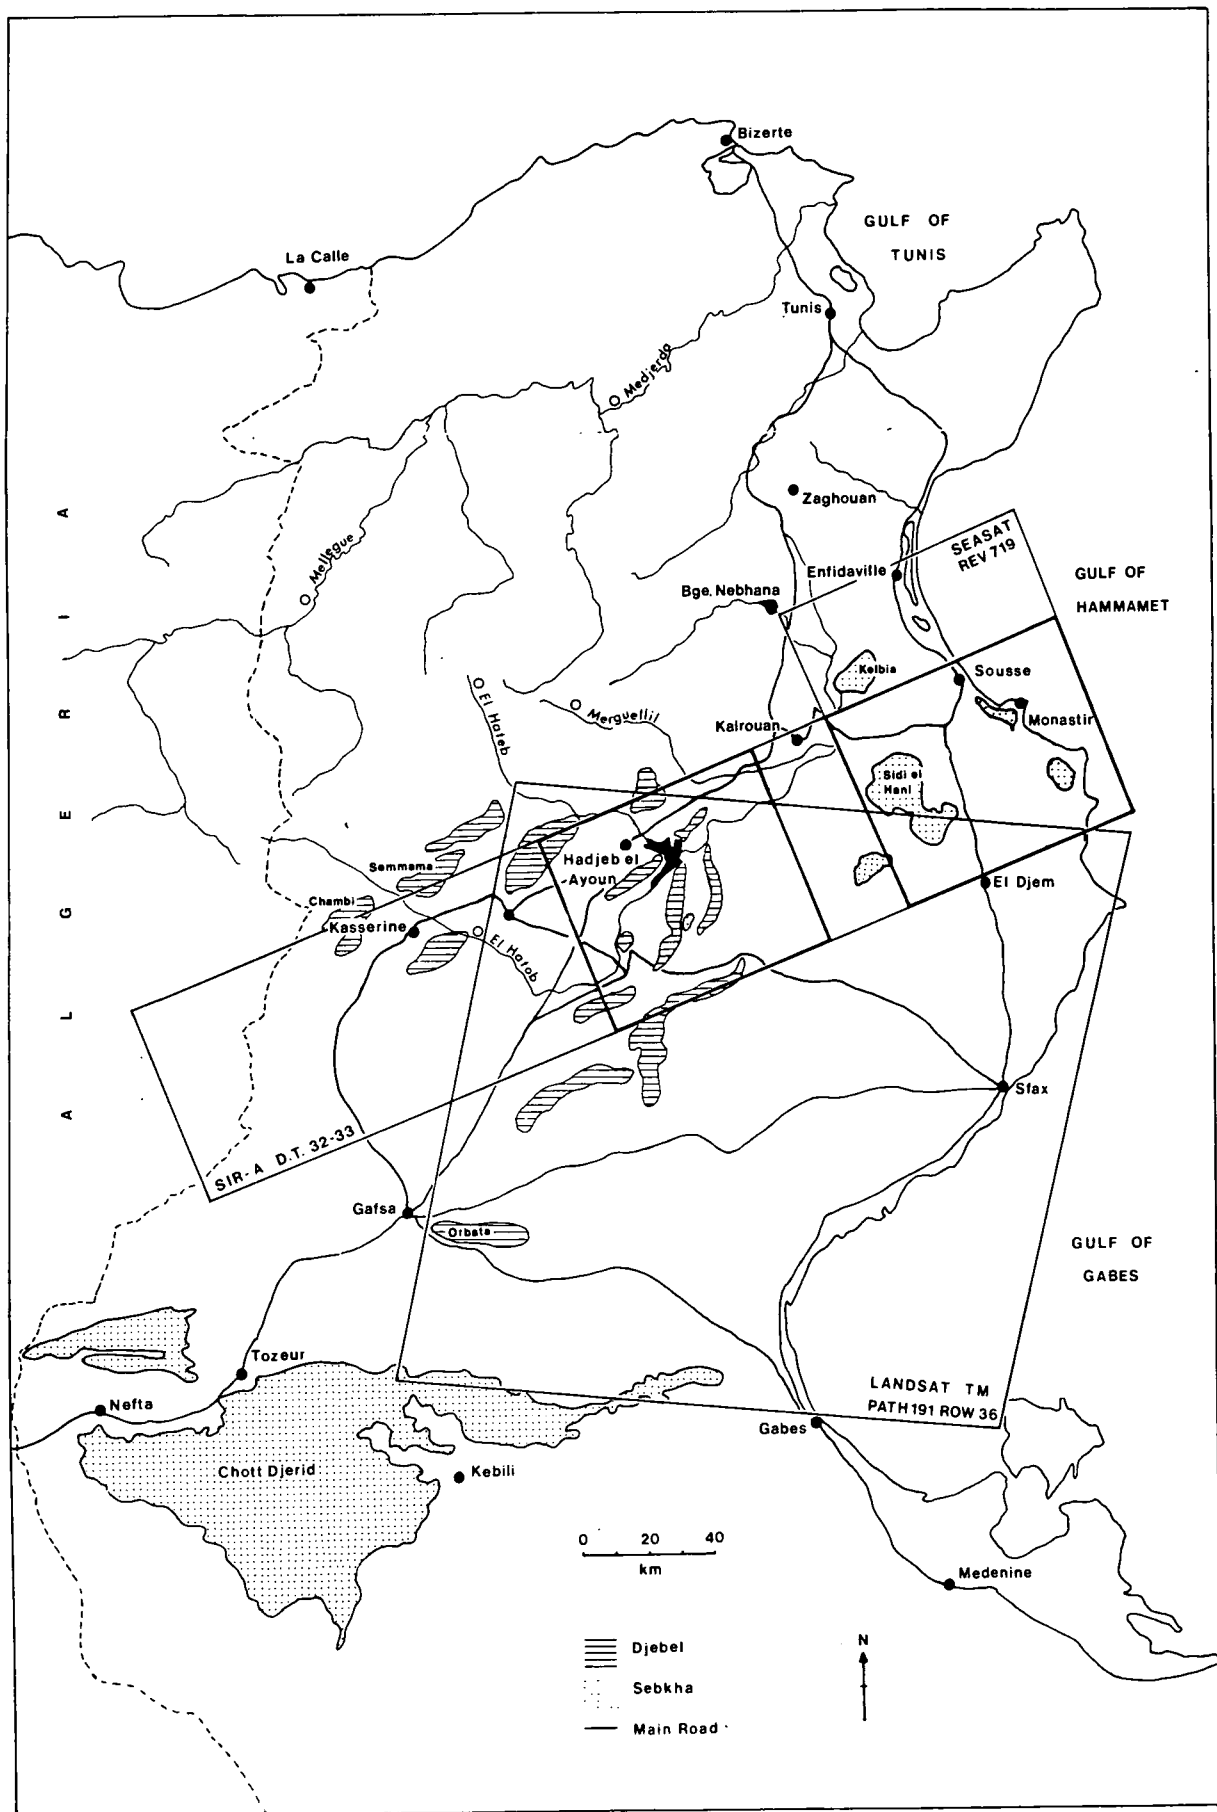 Bizerte
GULF OF
TUNIS
La Calle
Tunis
Medjerda
Zaghouan
SEASAT
REV 719
Mellegue
Enfidaville
GULF OF
HAMMAMET
Bge. Nebhana
Kelbia
Sousse
El Hateb
Merguellil
Monastir
Kairouan
Sidi el
Hani
ALGERIA
Semmama
Hadjeb el
Ayoun
El Djem
Chambi
Kasserine
El Hatob
Sfax
SIR-A D.T. 32-33
Gafsa
Orbata
GULF OF
GABES
Tozeur
LANDSAT TM
PATH 191 ROW 36
Nefta
Gabes
Chott Djerid
Kebili
0 20 40
km
Medenine
Djebel
N
Sebkha
Main Road